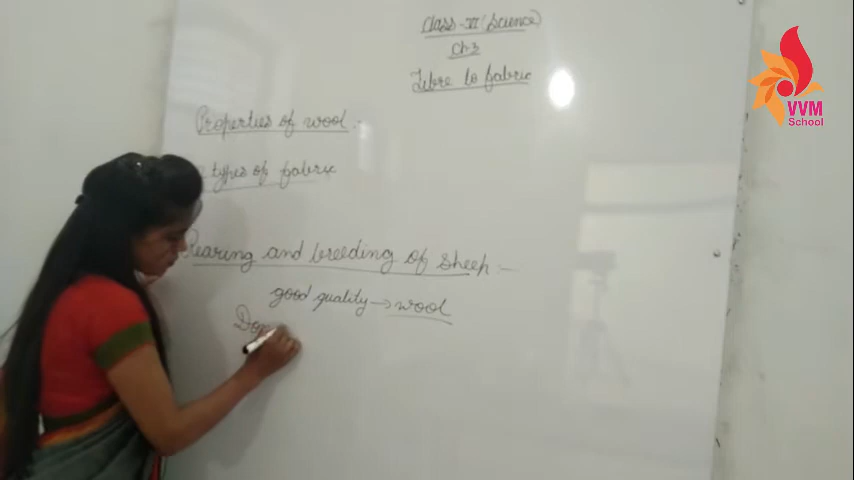 Class - VII (Science)
Ch-3
Fibre to fabric
Properties of wool :-
types of fabric
Rearing and breeding of sheep :-
good quality → wool
VVM
School